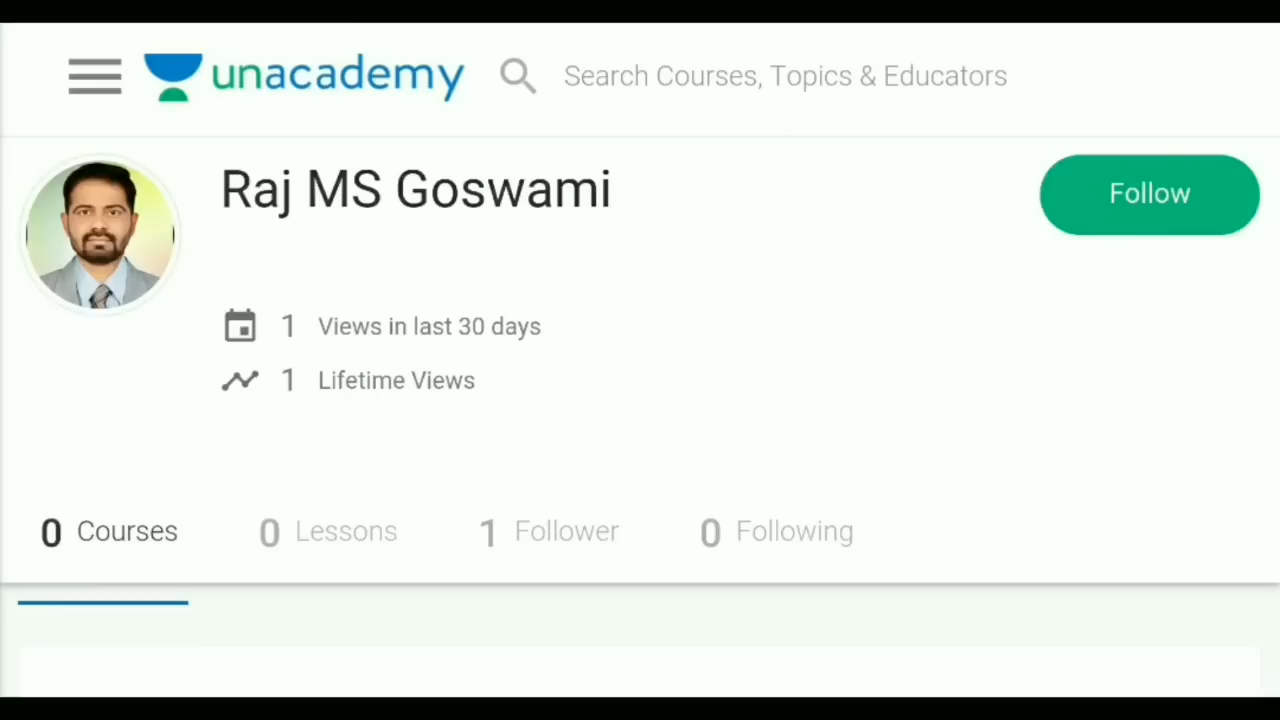 unacademy Search Courses, Topics & Educators
Raj MS Goswami
Follow
1 Views in last 30 days
1 Lifetime Views
0 Courses 0 Lessons 1 Follower 0 Following